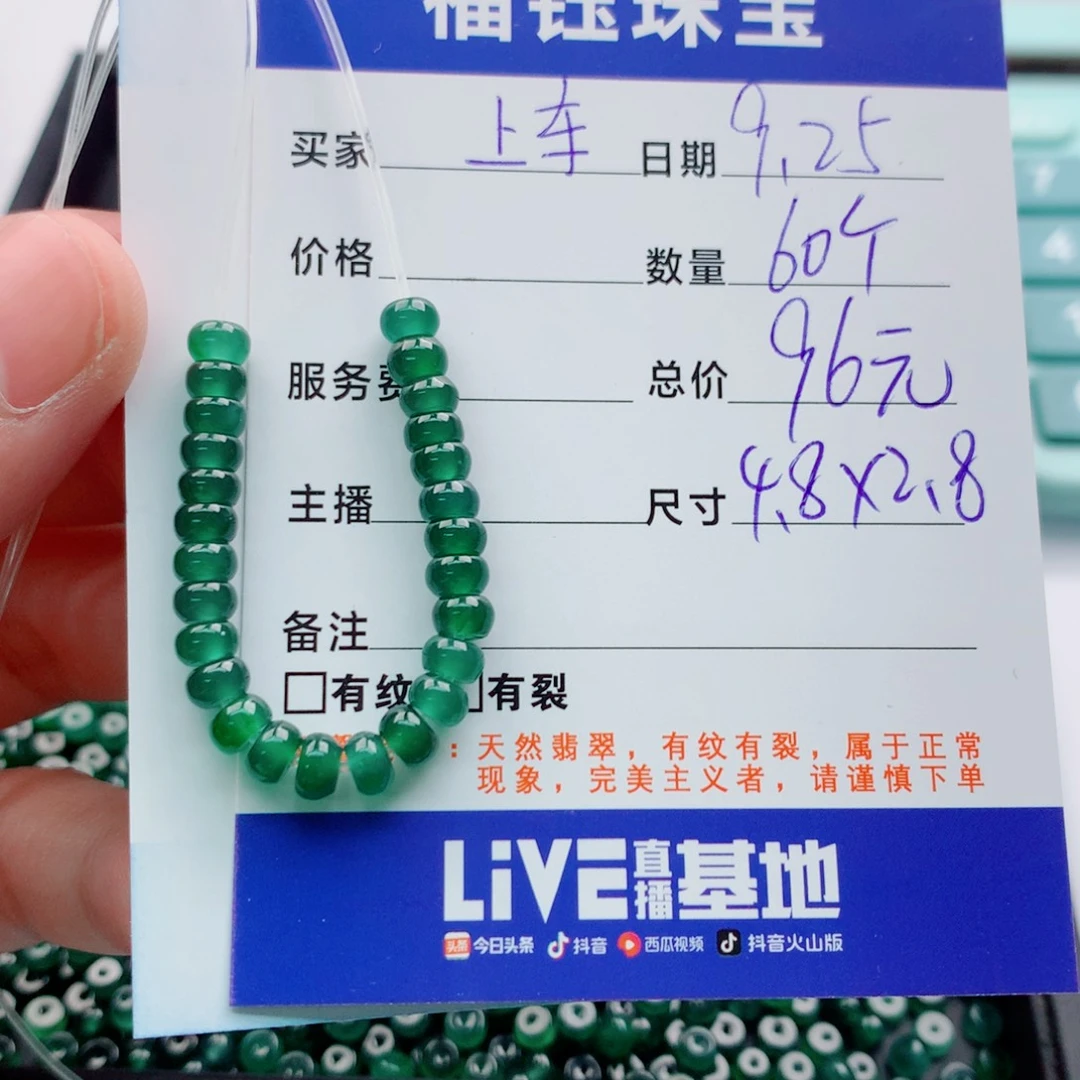 福钰珠宝
买家 上车 日期 9.25
价格 数量 60个
服务费 总价 96元
主播 尺寸 4.8X2.8
备注
□有纹 □有裂
：天然翡翠，有纹有裂，属于正常
现象，完美主义者，请谨慎下单
LiVE直播基地
头条 今日头条 抖音 西瓜视频 抖音火山版
7
4